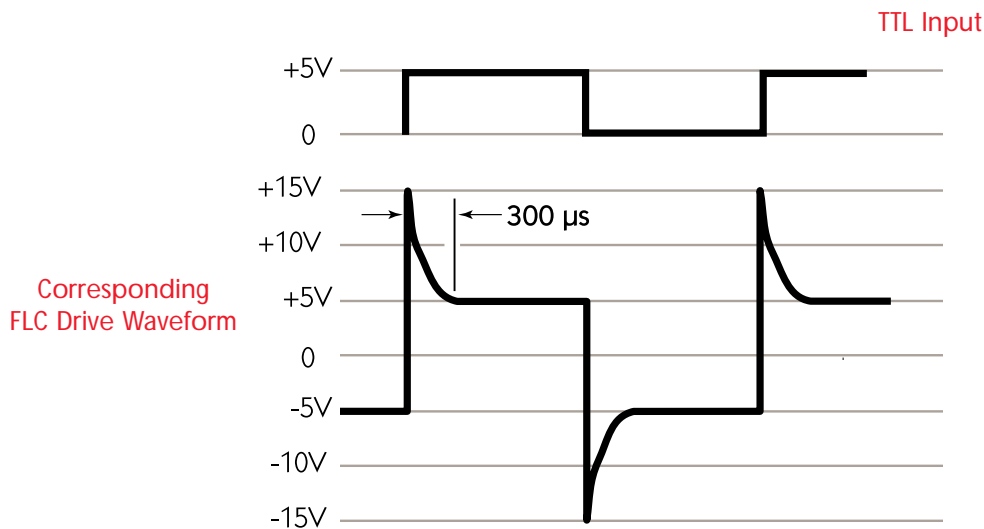 TTL Input
+5V
0
+15V
300 µs
+10V
Corresponding
FLC Drive Waveform
+5V
0
-5V
-10V
-15V